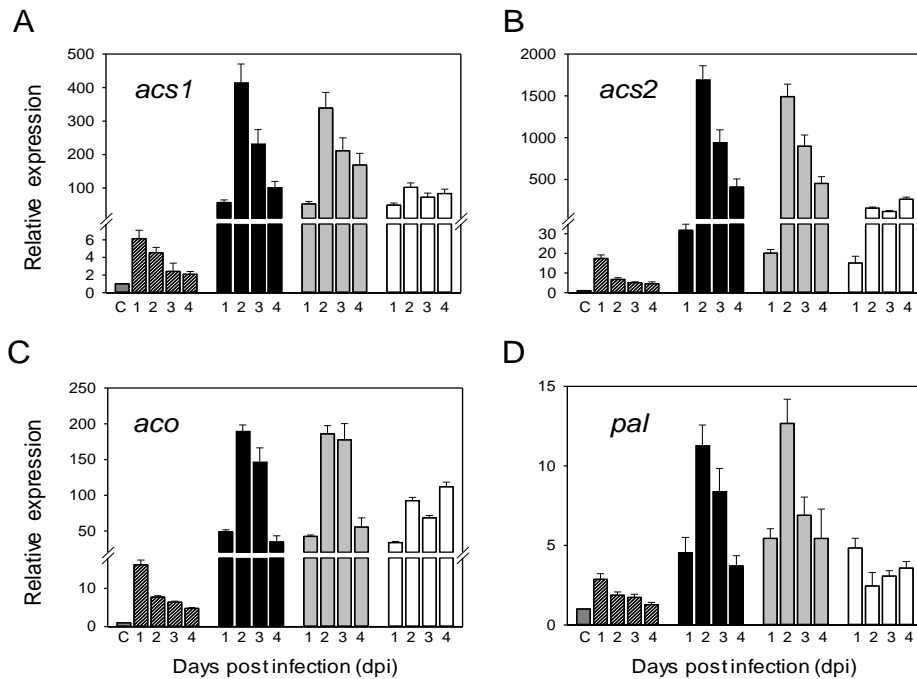 A
B
500
400
300
200
100
6
4
2
0
acs1
Relative expression
C 1 2 3 4 1 2 3 4 1 2 3 4 1 2 3 4
2000
1500
1000
500
30
20
10
0
acs2
C 1 2 3 4 1 2 3 4 1 2 3 4 1 2 3 4
C
D
250
200
150
100
50
10
0
aco
Relative expression
C 1 2 3 4 1 2 3 4 1 2 3 4 1 2 3 4
Days post infection (dpi)
15
10
5
0
pal
C 1 2 3 4 1 2 3 4 1 2 3 4 1 2 3 4
Days post infection (dpi)